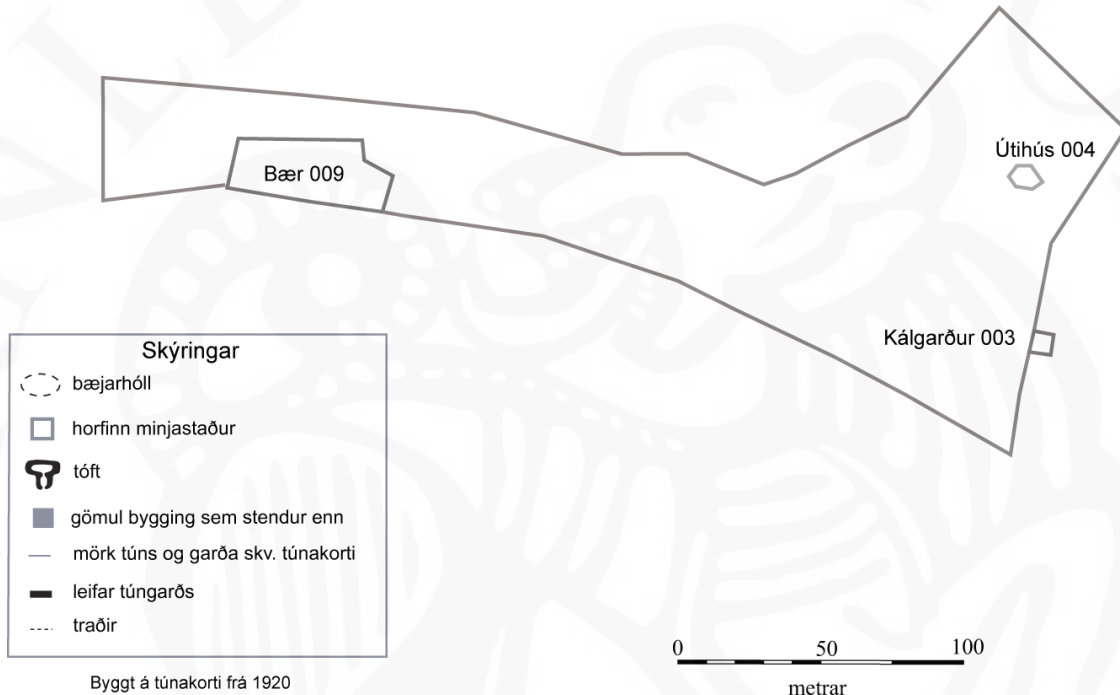 Bær 009
Útihús 004
Kálgarður 003
Skýringar
bæjarhóll
horfinn minjastaður
tóft
gömul bygging sem stendur enn
mörk túns og garða skv. túnakorti
leifar túngarðs
traðir
Byggt á túnakorti frá 1920
0 50 100
metrar